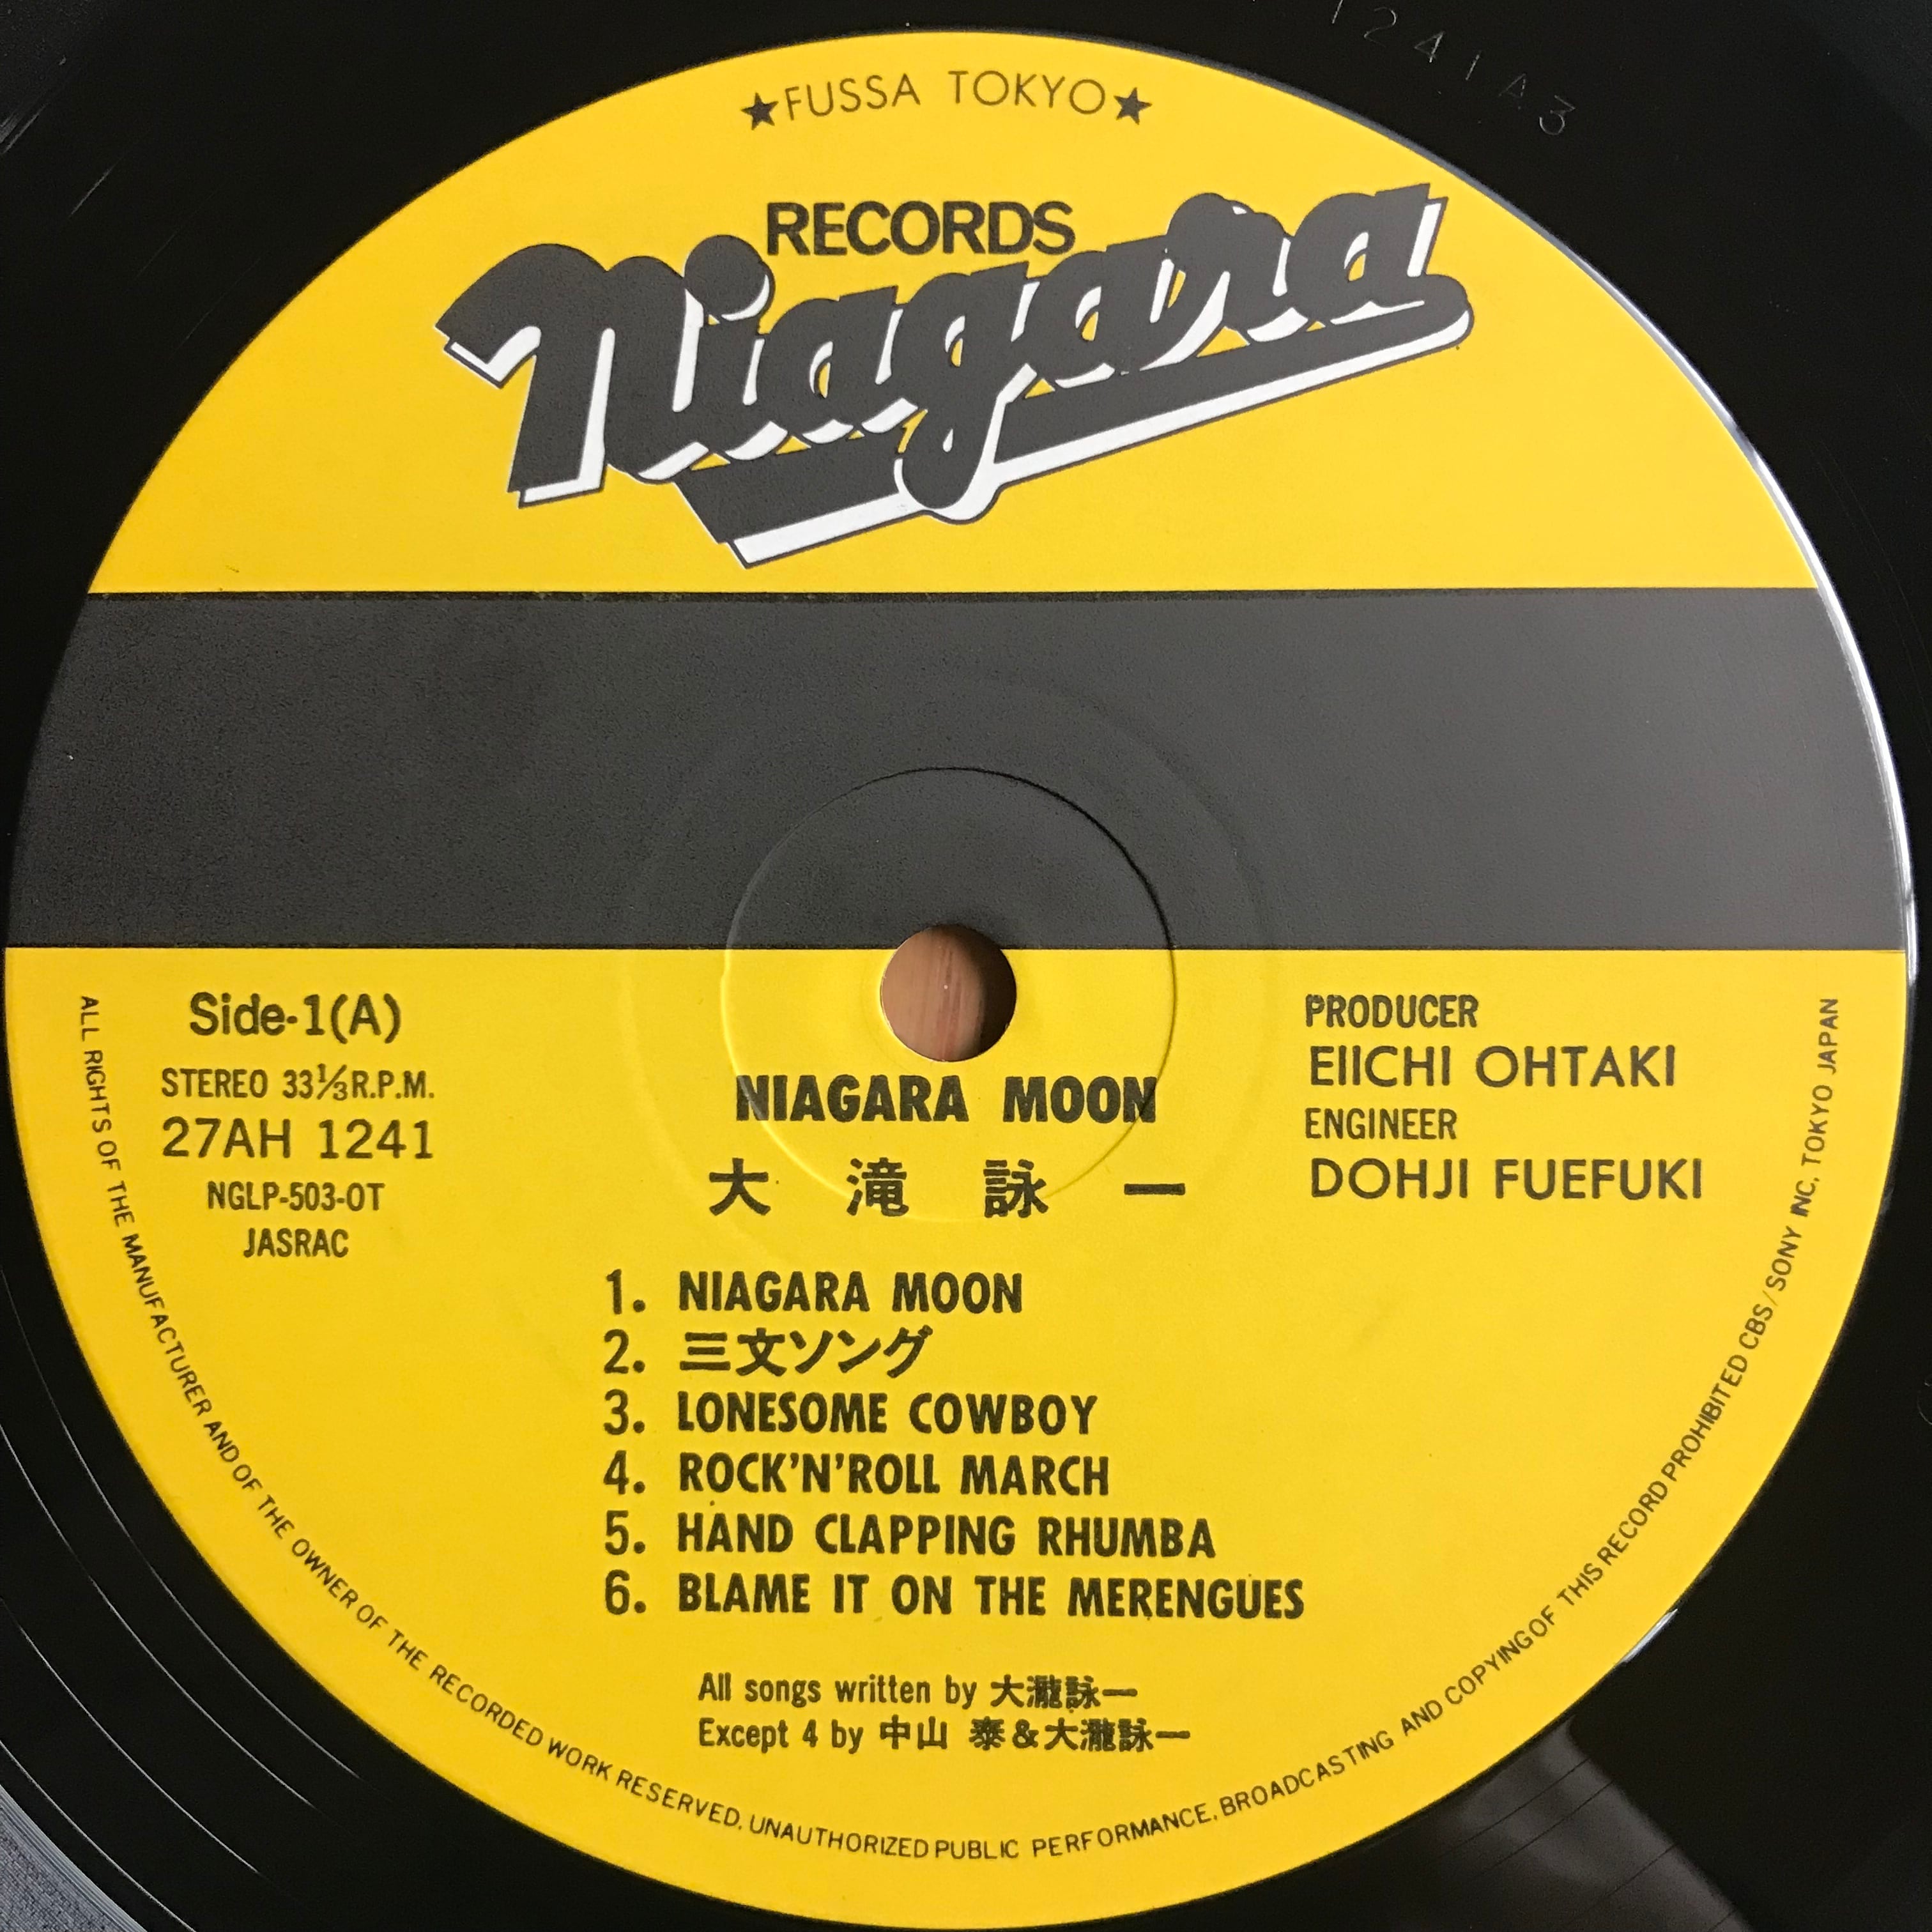 1241A3
★FUSSA TOKYO★
RECORDS
Niagara
Side-1(A)
STEREO 33⅓R.P.M.
27AH 1241
NGLP-503-OT
JASRAC
PRODUCER
EIICHI OHTAKI
ENGINEER
DOHJI FUEFUKI
NIAGARA MOON
大滝詠一
1. NIAGARA MOON
2. 三文ソング
3. LONESOME COWBOY
4. ROCK'N'ROLL MARCH
5. HAND CLAPPING RHUMBA
6. BLAME IT ON THE MERENGUES
All songs written by 大瀧詠一
Except 4 by 中山 泰&大瀧詠一
ALL RIGHTS OF THE MANUFACTURER AND OF THE OWNER OF THE RECORDED WORK RESERVED. UNAUTHORIZED PUBLIC PERFORMANCE, BROADCASTING AND COPYING OF THIS RECORD PROHIBITED CBS/SONY INC, TOKYO JAPAN